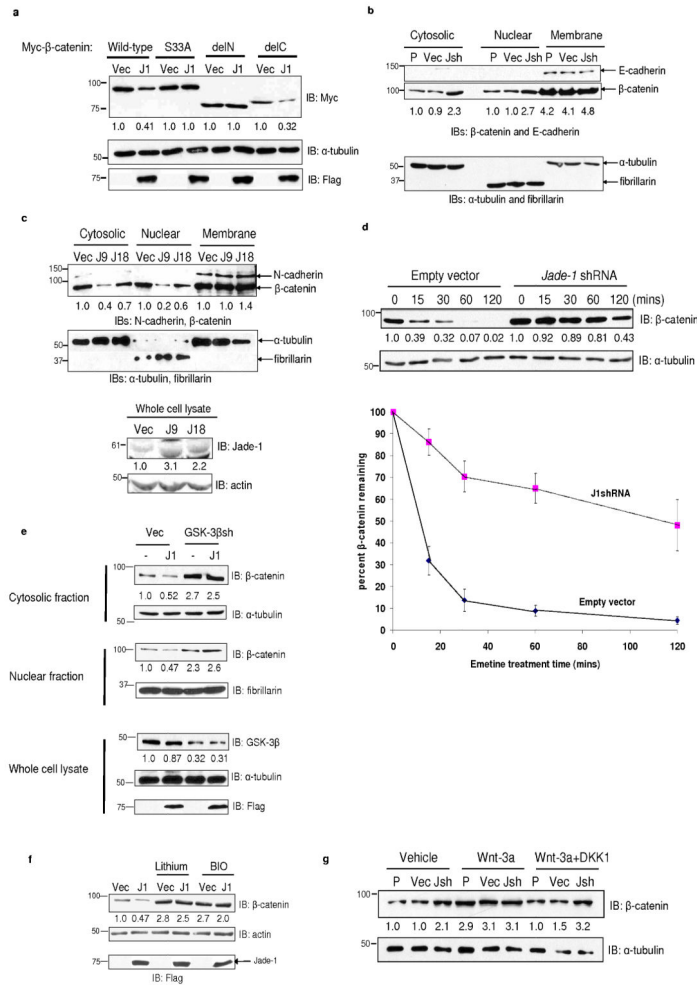 a
Myc-β-catenin: Wild-type S33A delN delC
Vec J1 Vec J1 Vec J1 Vec J1
100
75
IB: Myc
1.0 0.41 1.0 1.0 1.0 1.0 1.0 0.32
50
IB: α-tubulin
75
IB: Flag
b
Cytosolic Nuclear Membrane
P Vec Jsh P Vec Jsh P Vec Jsh
150
E-cadherin
100
β-catenin
1.0 0.9 2.3 1.0 1.0 2.7 4.2 4.1 4.8
IBs: β-catenin and E-cadherin
50
α-tubulin
37
fibrillarin
IBs: α-tubulin and fibrillarin
c
Cytosolic Nuclear Membrane
Vec J9 J18 Vec J9 J18 Vec J9 J18
150
N-cadherin
100
β-catenin
1.0 0.4 0.7 1.0 0.2 0.6 1.0 1.0 1.4
IBs: N-cadherin, β-catenin
50
α-tubulin
37
fibrillarin
IBs: α-tubulin, fibrillarin
Whole cell lysate
Vec J9 J18
61
IB: Jade-1
1.0 3.1 2.2
50
IB: actin
d
Empty vector Jade-1 shRNA
0 15 30 60 120 0 15 30 60 120 (mins)
100
IB: β-catenin
1.0 0.39 0.32 0.07 0.02 1.0 0.92 0.89 0.81 0.43
50
IB: α-tubulin
percent β-catenin remaining
100
90
80
70
60
50
40
30
20
10
0
J1shRNA
Empty vector
0 20 40 60 80 100 120
Emetine treatment time (mins)
e
Vec GSK-3βsh
- J1 - J1
Cytosolic fraction
100
IB: β-catenin
1.0 0.52 2.7 2.5
IB: α-tubulin
50
Nuclear fraction
100
IB: β-catenin
1.0 0.47 2.3 2.6
37
IB: fibrillarin
Whole cell lysate
50
IB: GSK-3β
1.0 0.87 0.32 0.31
50
IB: α-tubulin
75
IB: Flag
f
Lithium BIO
Vec J1 Vec J1 Vec J1
100
IB: β-catenin
1.0 0.47 2.8 2.5 2.7 2.0
50
IB: actin
75
Jade-1
IB: Flag
g
Vehicle Wnt-3a Wnt-3a+DKK1
P Vec Jsh P Vec Jsh P Vec Jsh
100
IB: β-catenin
1.0 1.0 2.1 2.9 3.1 3.1 1.0 1.5 3.2
50
IB: α-tubulin